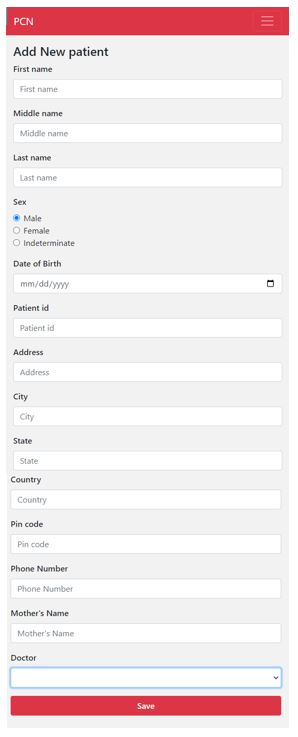 PCN
Add New patient
First name
First name
Middle name
Middle name
Last name
Last name
Sex
Male
Female
Indeterminate
Date of Birth
mm/dd/yyyy
Patient id
Patient id
Address
Address
City
City
State
State
Country
Country
Pin code
Pin code
Phone Number
Phone Number
Mother's Name
Mother's Name
Doctor
Save